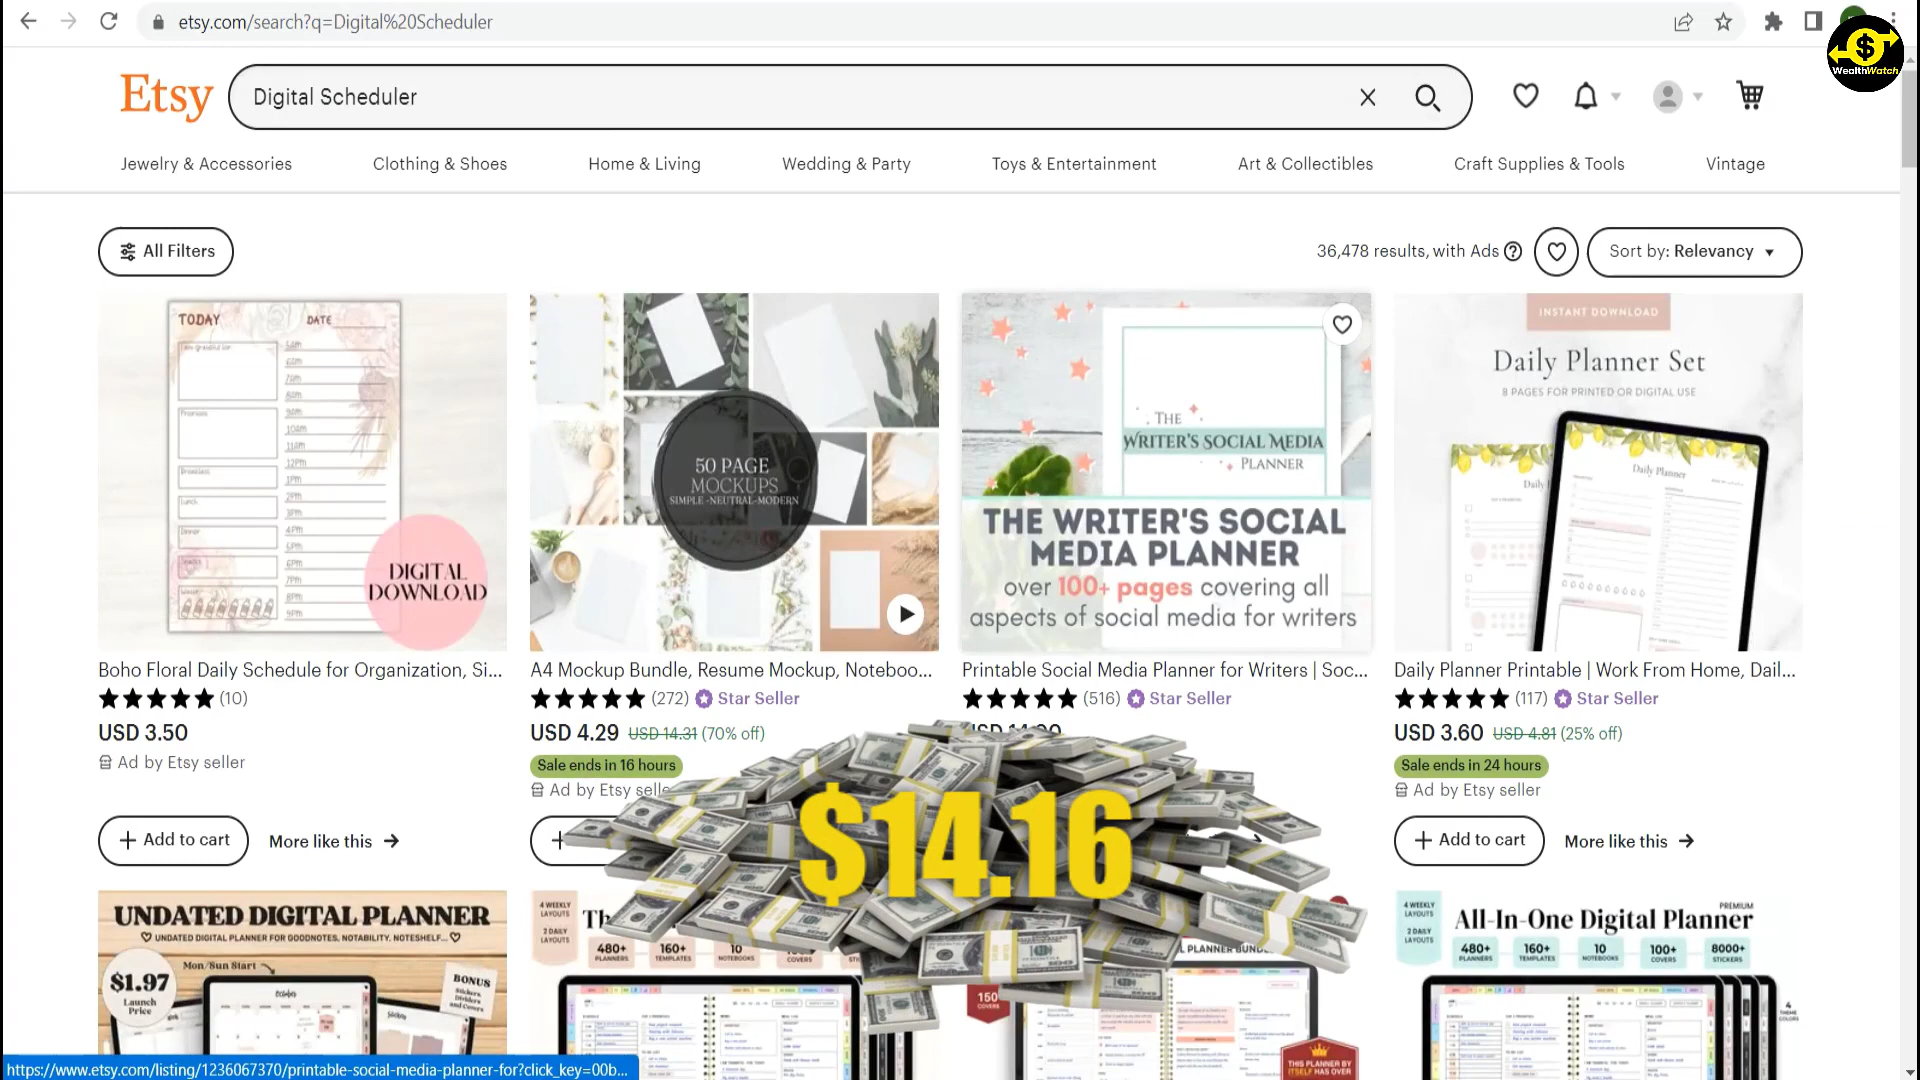 etsy.com/search?q=Digital%20Scheduler
WealthWatch
Etsy
Digital Scheduler
Jewelry & Accessories
Clothing & Shoes
Home & Living
Wedding & Party
Toys & Entertainment
Art & Collectibles
Craft Supplies & Tools
Vintage
All Filters
36,478 results, with Ads
Sort by: Relevancy
TODAY
DATE
DIGITAL
DOWNLOAD
50 PAGE
MOCKUPS
SIMPLE -NEUTRAL-MODERN
THE
WRITER'S SOCIAL MEDIA
PLANNER
THE WRITER'S SOCIAL
MEDIA PLANNER
over 100+ pages covering all
aspects of social media for writers
INSTANT DOWNLOAD
Daily Planner Set
8 PAGES FOR PRINTED OR DIGITAL USE
Daily Planner
Boho Floral Daily Schedule for Organization, Si...
(10)
USD 3.50
Ad by Etsy seller
Add to cart
More like this
A4 Mockup Bundle, Resume Mockup, Noteboo...
(272) Star Seller
USD 4.29 USD 14.31 (70% off)
Sale ends in 16 hours
Ad by Etsy selle
Printable Social Media Planner for Writers | Soc...
(516) Star Seller
Daily Planner Printable | Work From Home, Dail...
(117) Star Seller
USD 3.60 USD 4.81 (25% off)
Sale ends in 24 hours
Ad by Etsy seller
Add to cart
More like this
$14.16
UNDATED DIGITAL PLANNER
UNDATED DIGITAL PLANNER FOR GOODNOTES, NOTABILITY, NOTESHELF...
Mon/Sun Start
$1.97
Launch
Price
BONUS
Stickers,
Dividers
and Covers
October
4 WEEKLY
LAYOUTS
2 DAILY
LAYOUTS
Th
480+
PLANNERS
160+
TEMPLATES
10
NOTEBOOKS
COVERS
150
COVERS
THIS PLANNER BY
ITSELF HAS OVER
4 WEEKLY
LAYOUTS
2 DAILY
LAYOUTS
PREMIUM
All-In-One Digital Planner
480+
PLANNERS
160+
TEMPLATES
10
NOTEBOOKS
100+
COVERS
8000+
STICKERS
4
THEME
COLORS
https://www.etsy.com/listing/1236067370/printable-social-media-planner-for?click_key=00b...